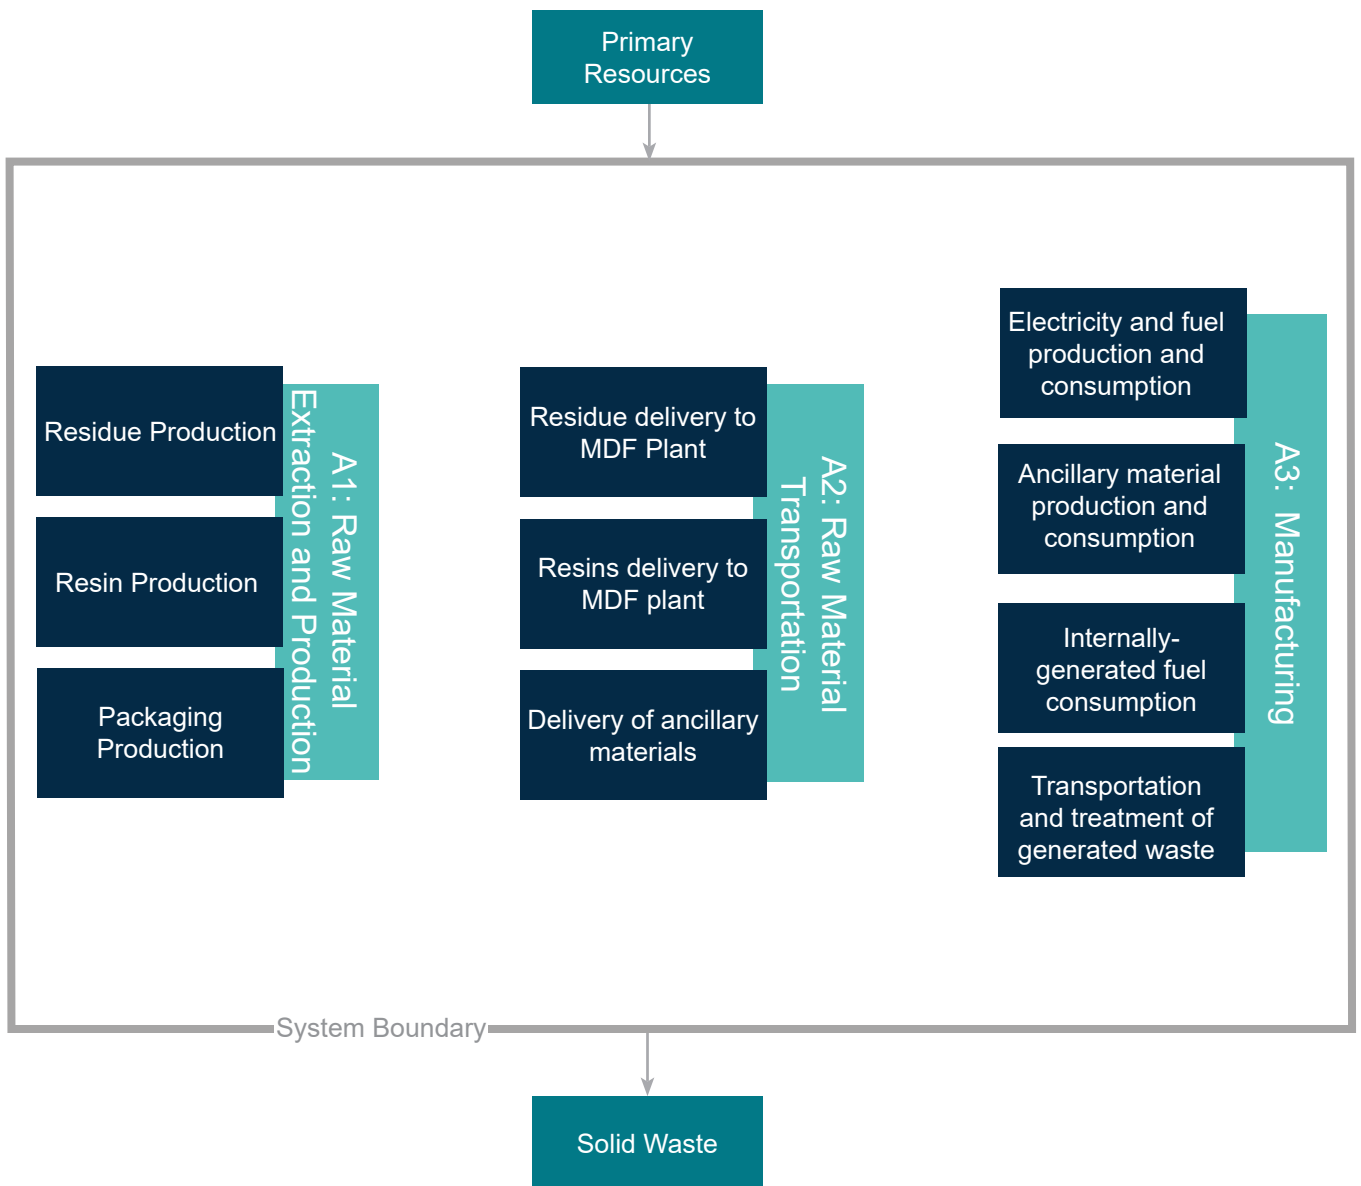 Primary
Resources
Residue Production
Resin Production
Packaging
Production
A1: Raw Material
Extraction and Production
Residue delivery to
MDF Plant
Resins delivery to
MDF plant
Delivery of ancillary
materials
A2: Raw Material
Transportation
Electricity and fuel
production and
consumption
Ancillary material
production and
consumption
Internally-
generated fuel
consumption
Transportation
and treatment of
generated waste
A3: Manufacturing
System Boundary
Solid Waste